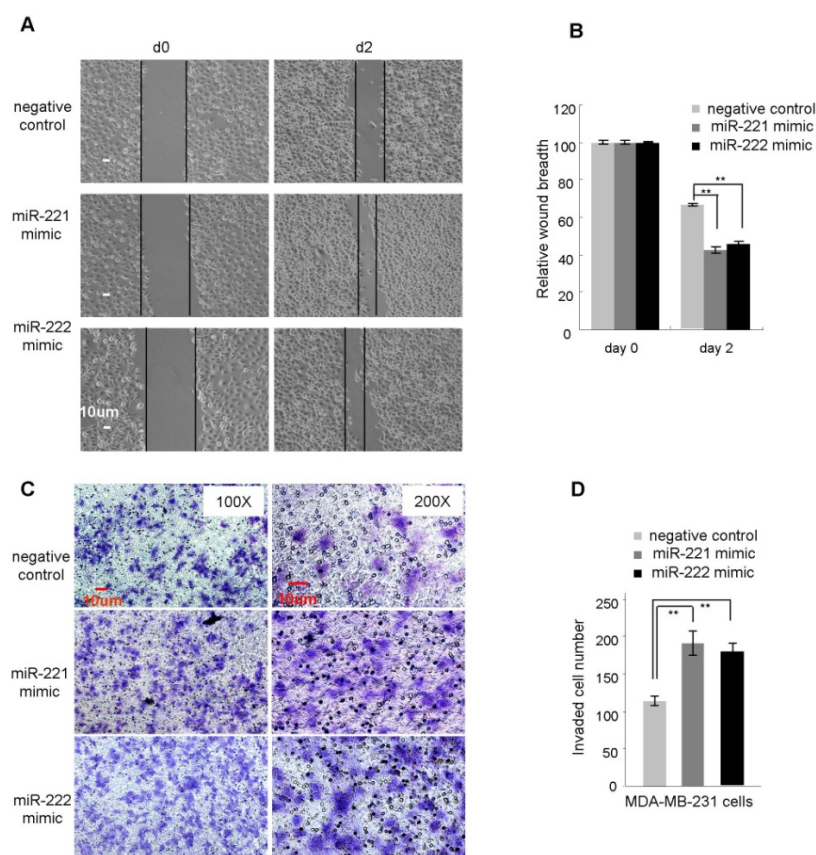 A
d0 d2
negative
control
miR-221
mimic
miR-222
mimic
10um
B
negative control
miR-221 mimic
miR-222 mimic
120
100
80
60
40
20
0
Relative wound breadth
**
**
day 0 day 2
C
100X 200X
negative
control
10um 10um
miR-221
mimic
miR-222
mimic
D
negative control
miR-221 mimic
miR-222 mimic
250
200
150
100
50
0
Invaded cell number
** **
MDA-MB-231 cells